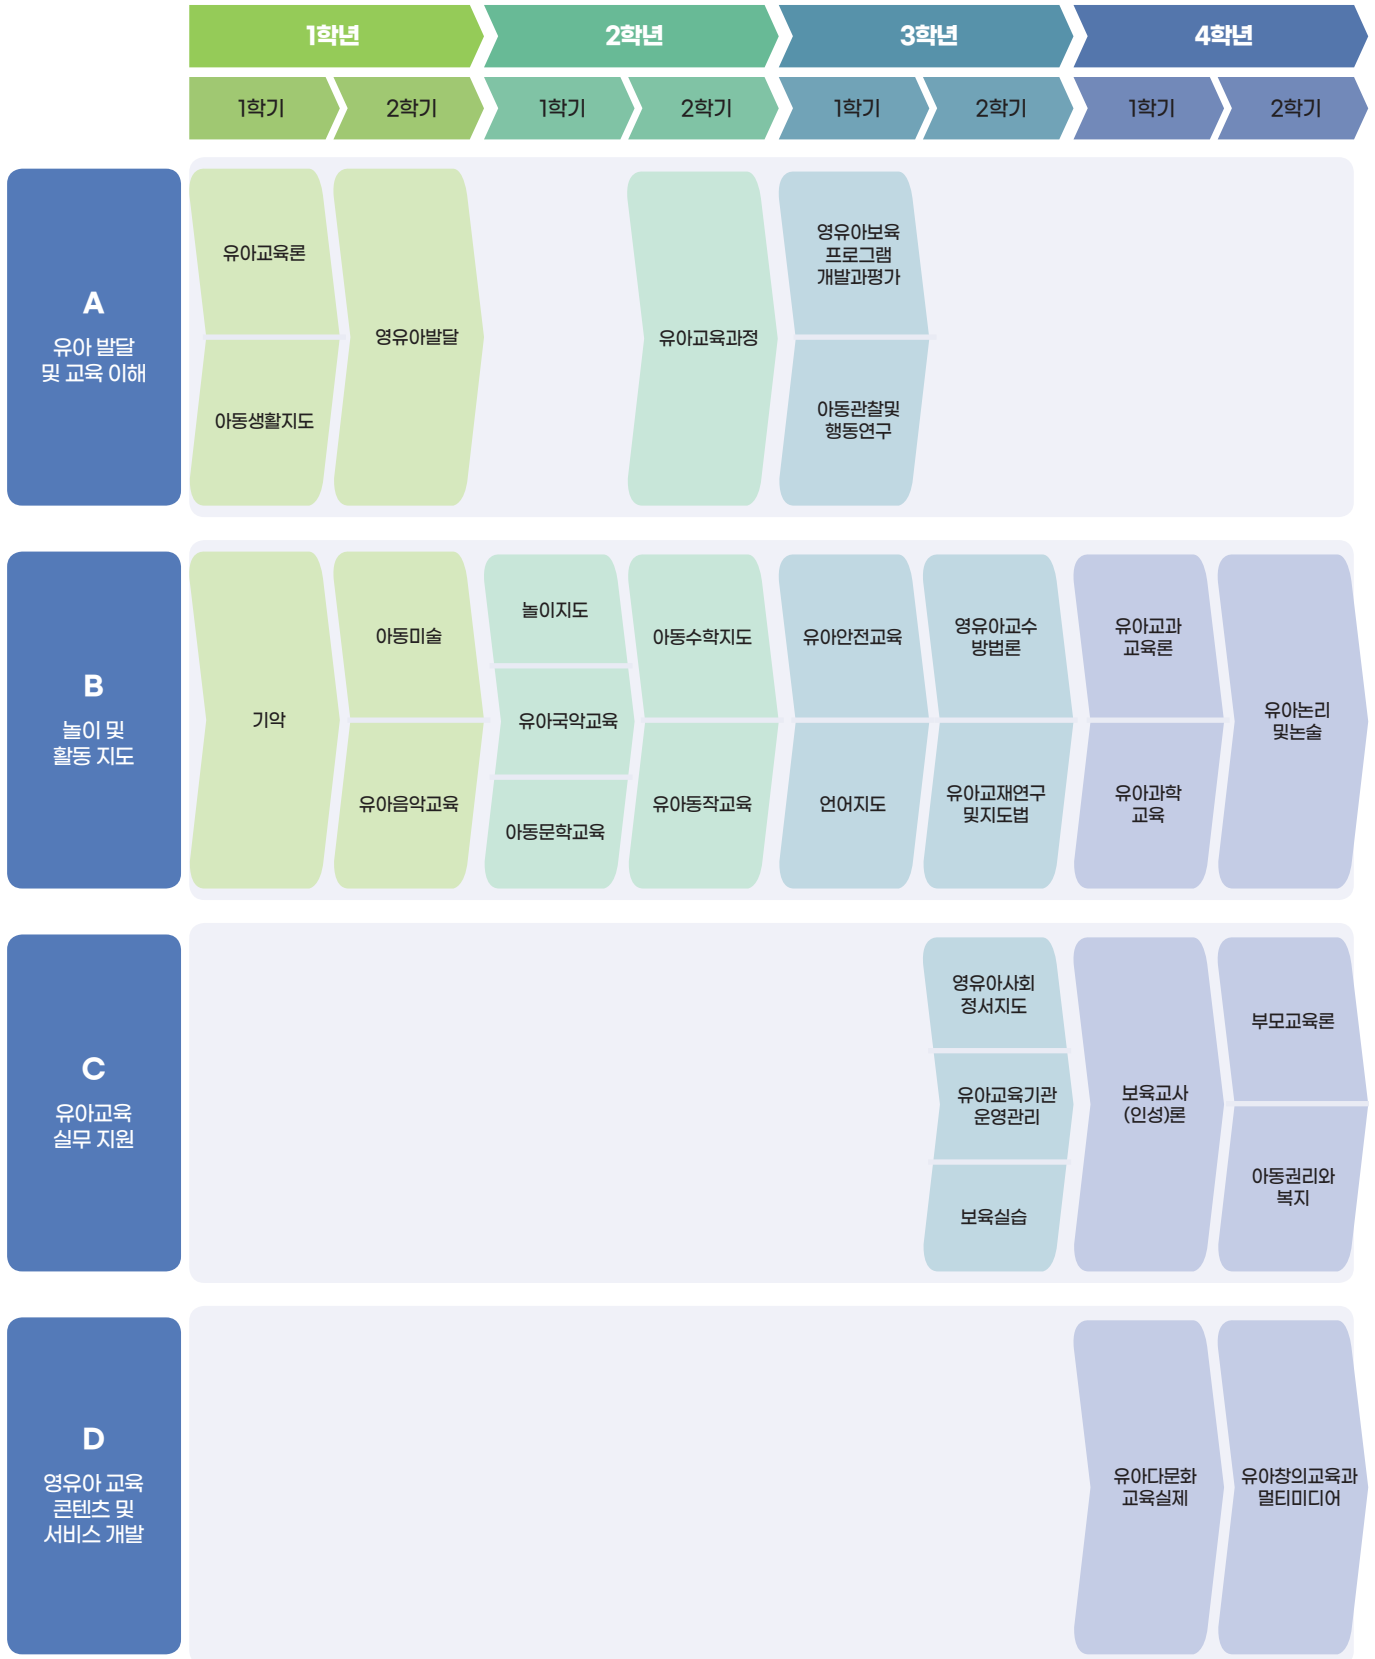 1학년
2학년
3학년
4학년
1학기
2학기
1학기
2학기
1학기
2학기
1학기
2학기
A
유아 발달
및 교육 이해
유아교육론
아동생활지도
영유아발달
유아교육과정
영유아보육
프로그램
개발과평가
아동관찰및
행동연구
B
놀이 및
활동 지도
기악
아동미술
유아음악교육
놀이지도
유아국악교육
아동문학교육
아동수학지도
유아동작교육
유아안전교육
언어지도
영유아교수
방법론
유아교재연구
및지도법
유아교과
교육론
유아과학
교육
유아논리
및논술
C
유아교육
실무 지원
영유아사회
정서지도
유아교육기관
운영관리
보육실습
보육교사
(인성)론
부모교육론
아동권리와
복지
D
영유아 교육
콘텐츠 및
서비스 개발
유아다문화
교육실제
유아창의교육과
멀티미디어